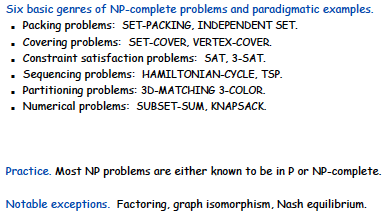 Six basic genres of NP-complete problems and paradigmatic examples.
▪ Packing problems: SET-PACKING, INDEPENDENT SET.
▪ Covering problems: SET-COVER, VERTEX-COVER.
▪ Constraint satisfaction problems: SAT, 3-SAT.
▪ Sequencing problems: HAMILTONIAN-CYCLE, TSP.
▪ Partitioning problems: 3D-MATCHING 3-COLOR.
▪ Numerical problems: SUBSET-SUM, KNAPSACK.
Practice. Most NP problems are either known to be in P or NP-complete.
Notable exceptions. Factoring, graph isomorphism, Nash equilibrium.